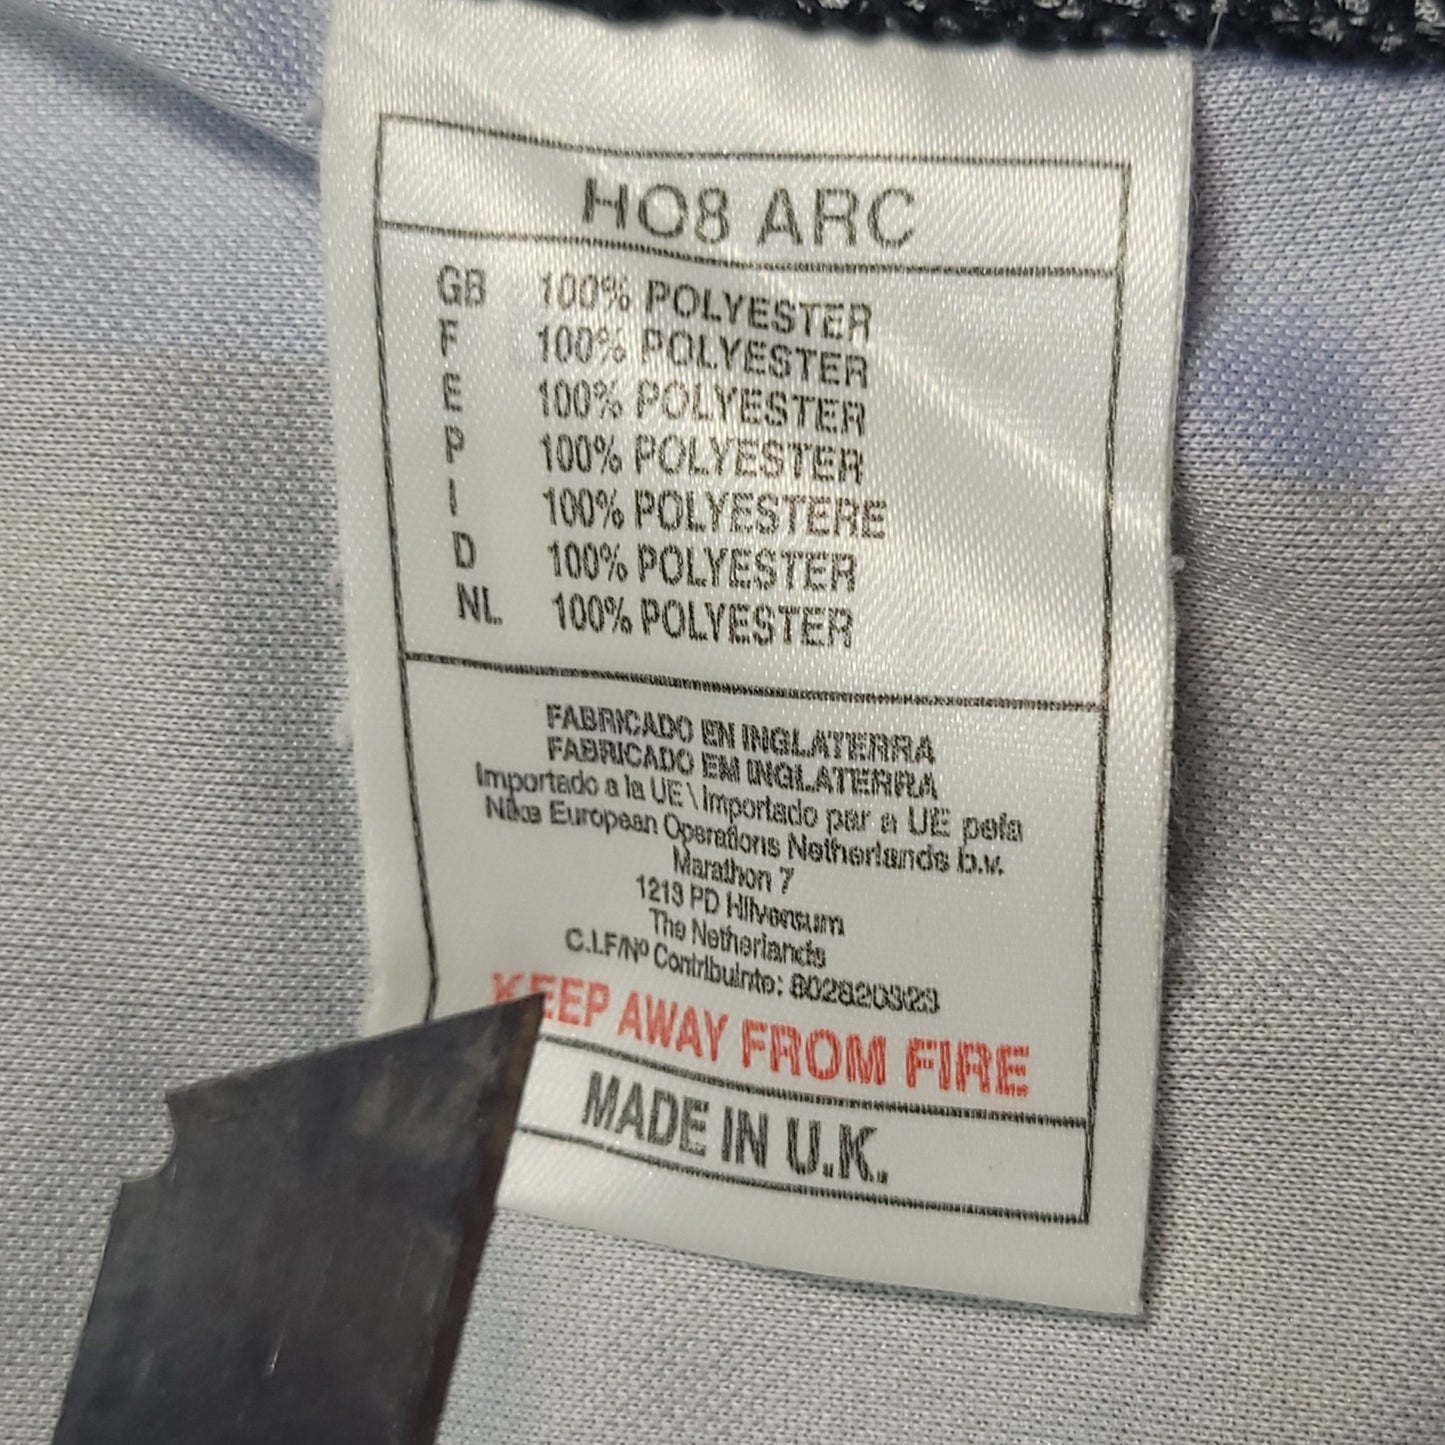 HO8 ARC
GB 100% POLYESTER
F 100% POLYESTER
E 100% POLYESTER
P 100% POLYESTER
I 100% POLYESTERE
D 100% POLYESTER
NL 100% POLYESTER
FABRICADO EN INGLATERRA
FABRICADO EM INGLATERRA
Importado a la UE \ Importado par a UE pela
Nike European Operations Netherlands b.v.
Marathon 7
1213 PD Hilversum
The Netherlands
C.I.F/Nº Contribuinte: 802820323
KEEP AWAY FROM FIRE
MADE IN U.K.